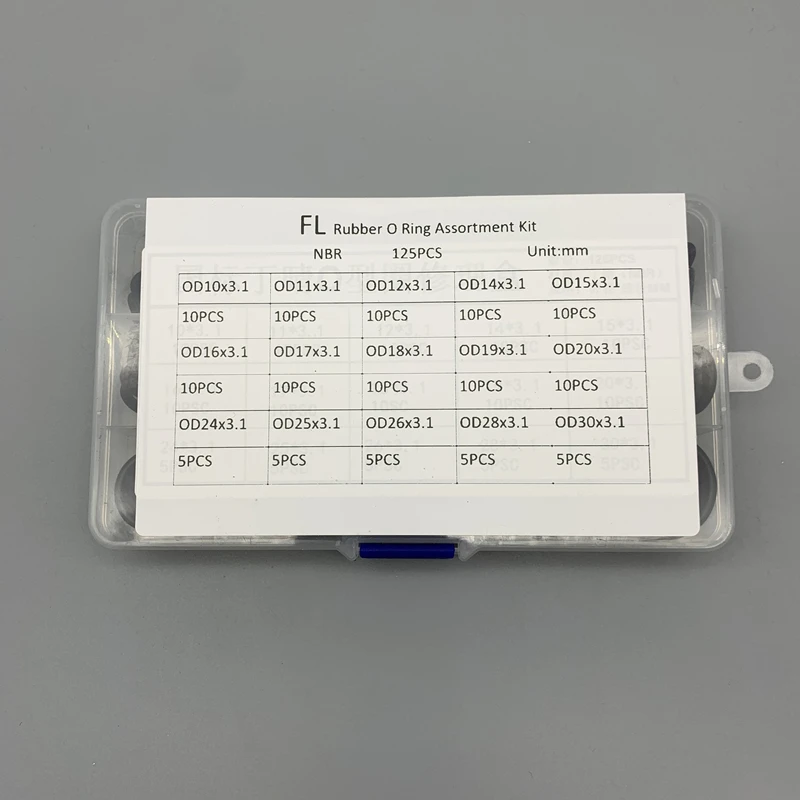 FL Rubber O Ring Assortment Kit
NBR 125PCS Unit:mm
OD10x3.1 OD11x3.1 OD12x3.1 OD14x3.1 OD15x3.1
10PCS 10PCS 10PCS 10PCS 10PCS
OD16x3.1 OD17x3.1 OD18x3.1 OD19x3.1 OD20x3.1
10PCS 10PCS 10PCS 10PCS 10PCS
OD24x3.1 OD25x3.1 OD26x3.1 OD28x3.1 OD30x3.1
5PCS 5PCS 5PCS 5PCS 5PCS